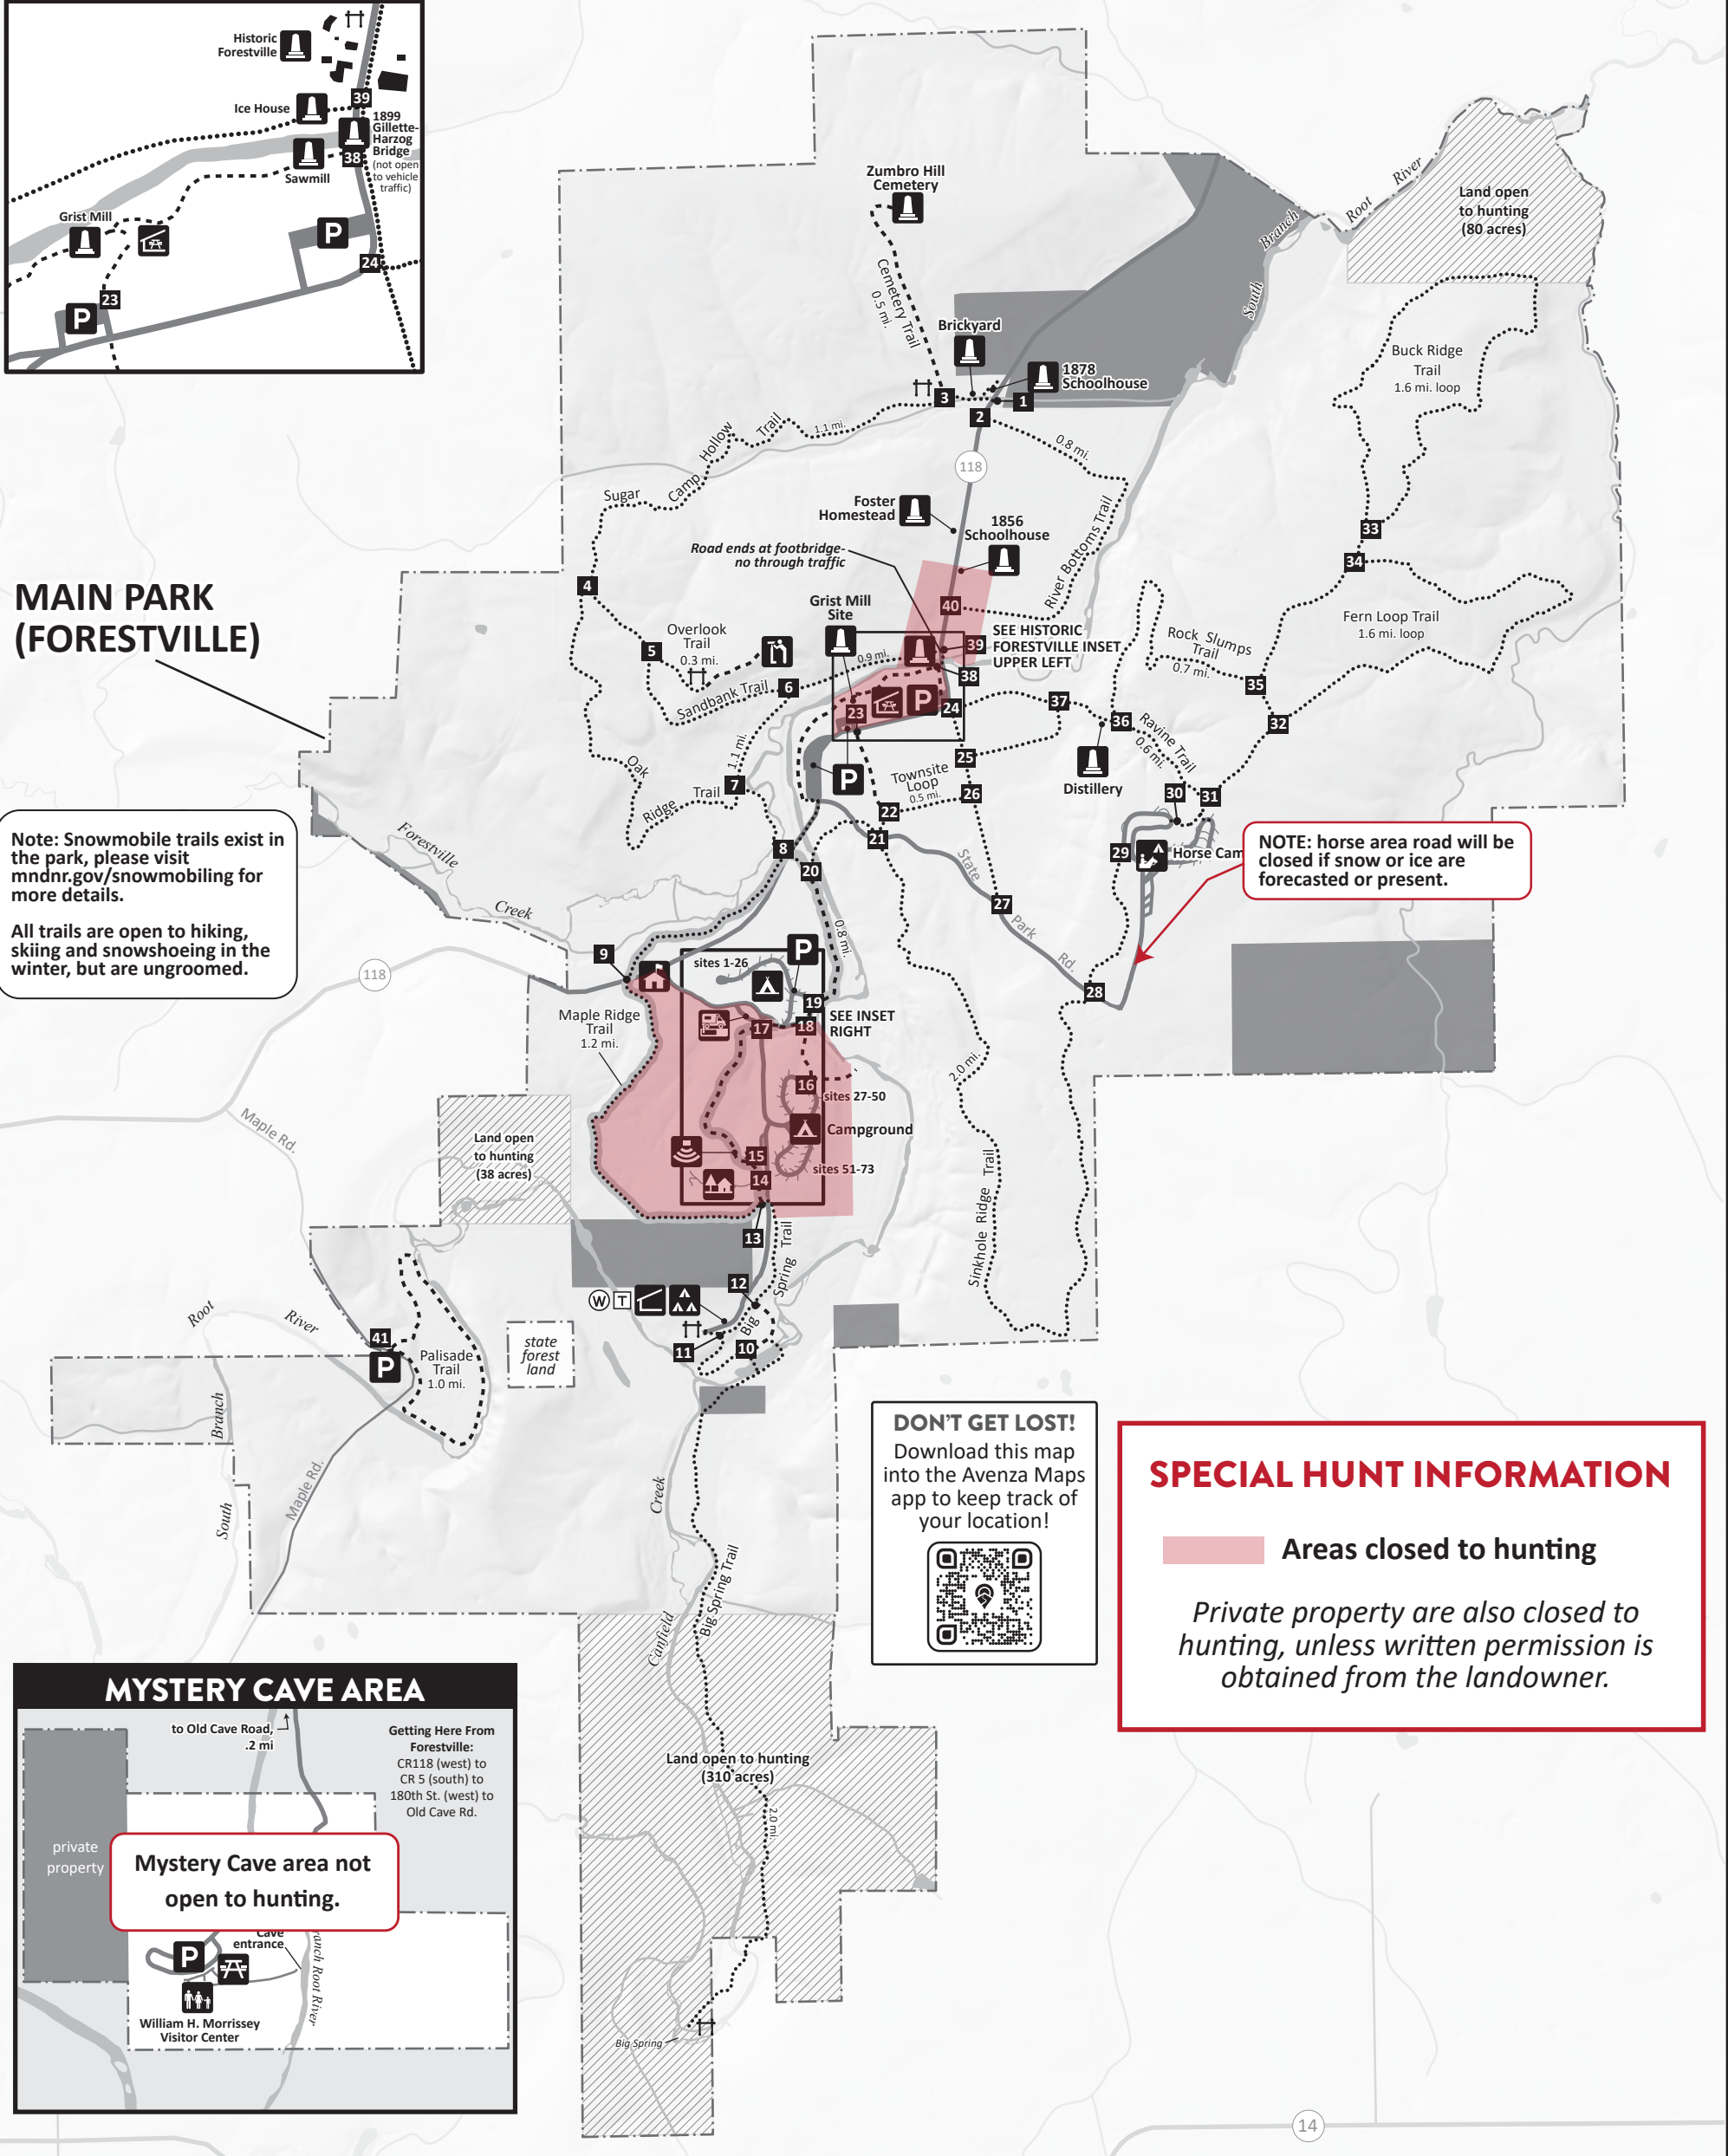 Historic
Forestville
Ice House
39
1899
Gillette-
Harzog
Bridge
(not open
to vehicle
traffic)
38
Sawmill
Grist Mill
P
24
23
P
Zumbro Hill
Cemetery
Cemetery Trail
0.5 mi.
Brickyard
1878
Schoolhouse
3
1
2
Sugar Camp Hollow Trail
1.1 mi.
0.8 mi.
118
River Bottoms Trail
South Branch Root River
Land open
to hunting
(80 acres)
Buck Ridge
Trail
1.6 mi. loop
Foster
Homestead
1856
Schoolhouse
Road ends at footbridge-
no through traffic
33
34
MAIN PARK
(FORESTVILLE)
4
40
Grist Mill
Site
SEE HISTORIC
FORESTVILLE INSET
UPPER LEFT
39
38
Fern Loop Trail
1.6 mi. loop
Rock Slumps
Trail
0.7 mi.
5
Overlook
Trail
0.3 mi.
0.9 mi.
Sandbank Trail
6
35
23
P
24
37
36
32
Ravine Trail
0.6 mi.
Oak Ridge Trail
1.1 mi.
7
P
25
Townsite
Loop
0.5 mi.
26
22
Distillery
30
31
Note: Snowmobile trails exist in
the park, please visit
mndnr.gov/snowmobiling for
more details.
All trails are open to hiking,
skiing and snowshoeing in the
winter, but are ungroomed.
Forestville Creek
8
21
20
29
Horse Cam
NOTE: horse area road will be
closed if snow or ice are
forecasted or present.
State Park Rd.
27
0.8 mi.
9
P
sites 1-26
118
28
19
SEE INSET
RIGHT
Maple Ridge
Trail
1.2 mi.
17
18
2.0 mi.
16
sites 27-50
Campground
Maple Rd.
Land open
to hunting
(38 acres)
15
sites 51-73
14
Sinkhole Ridge Trail
13
Big Spring Trail
12
W
T
11
10
Root River
41
P
Palisade
Trail
1.0 mi.
state
forest
land
South Branch
Maple Rd.
Canfield Creek
Big Spring Trail
DON'T GET LOST!
Download this map
into the Avenza Maps
app to keep track of
your location!
SPECIAL HUNT INFORMATION
Areas closed to hunting
Private property are also closed to
hunting, unless written permission is
obtained from the landowner.
Land open to hunting
(310 acres)
2.0 mi.
Big Spring
MYSTERY CAVE AREA
to Old Cave Road,
.2 mi
Getting Here From
Forestville:
CR118 (west) to
CR 5 (south) to
180th St. (west) to
Old Cave Rd.
private
property
Mystery Cave area not
open to hunting.
Cave
entrance
P
ranch Root River
William H. Morrissey
Visitor Center
14